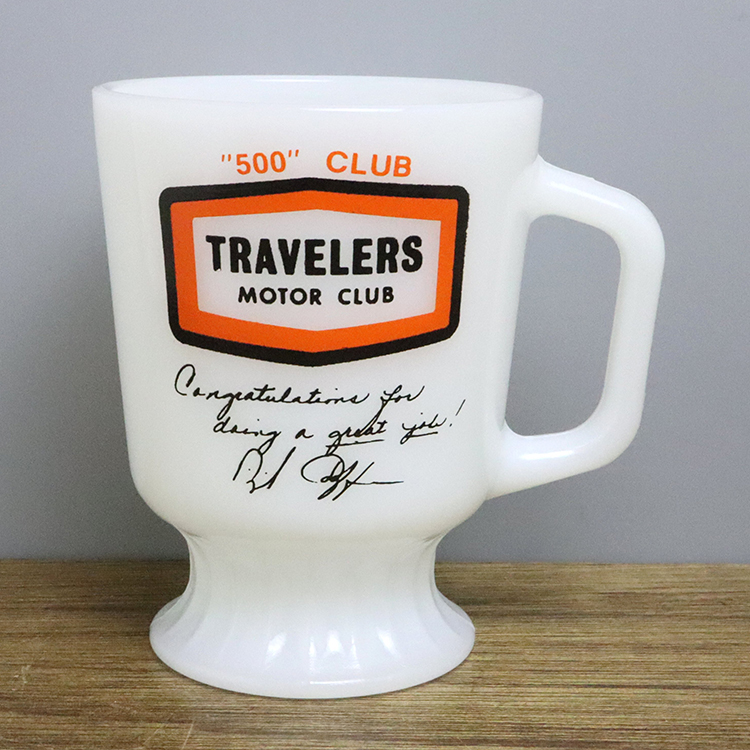 "500" CLUB
TRAVELERS
MOTOR CLUB
Congratulations for
doing a great job!